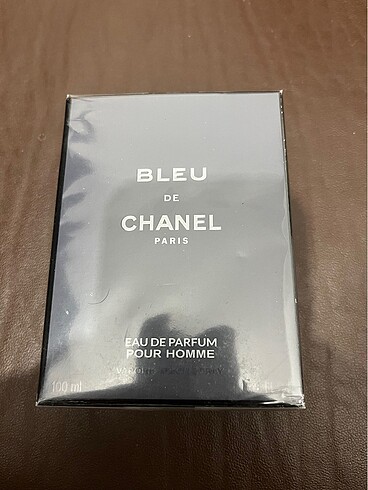 BLEU
DE
CHANEL
PARIS
EAU DE PARFUM
POUR HOMME
100 ml